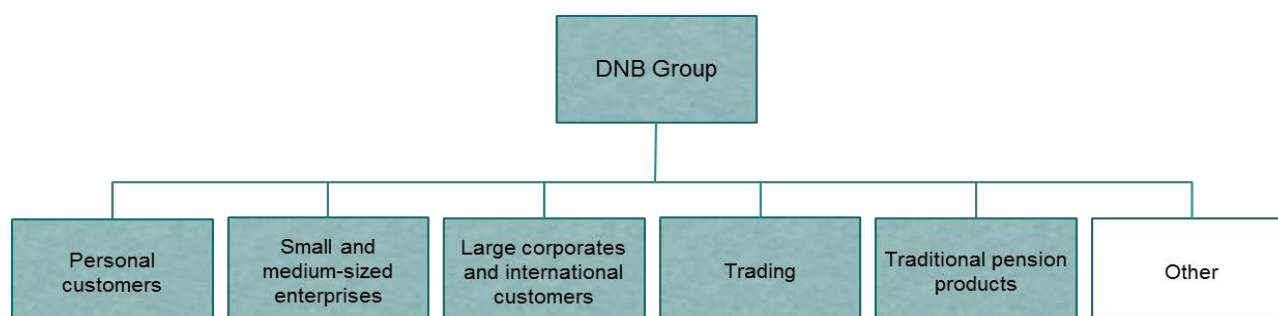 DNB Group
Personal
customers
Small and
medium-sized
enterprises
Large corporates
and international
customers
Trading
Traditional pension
products
Other